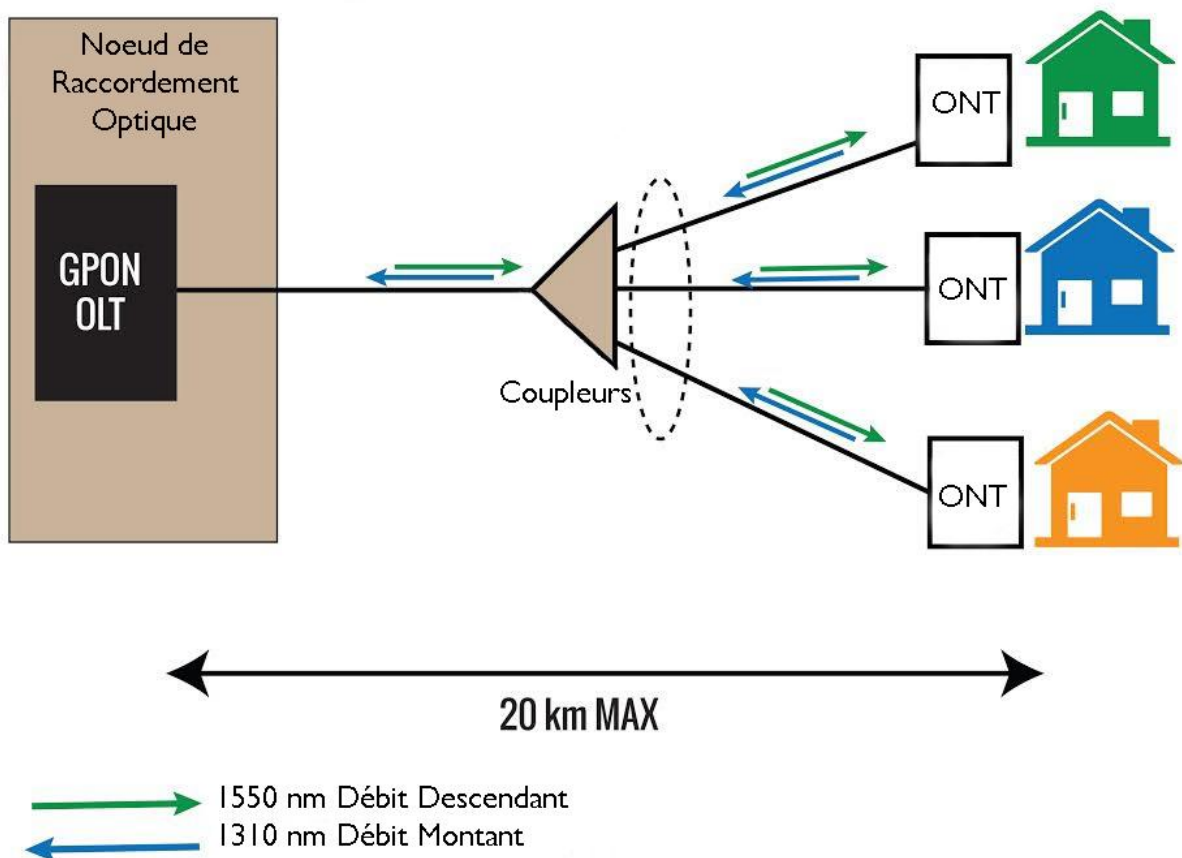 Noeud de
Raccordement
Optique
GPON
OLT
Coupleurs
ONT
ONT
ONT
20 km MAX
1550 nm Débit Descendant
1310 nm Débit Montant